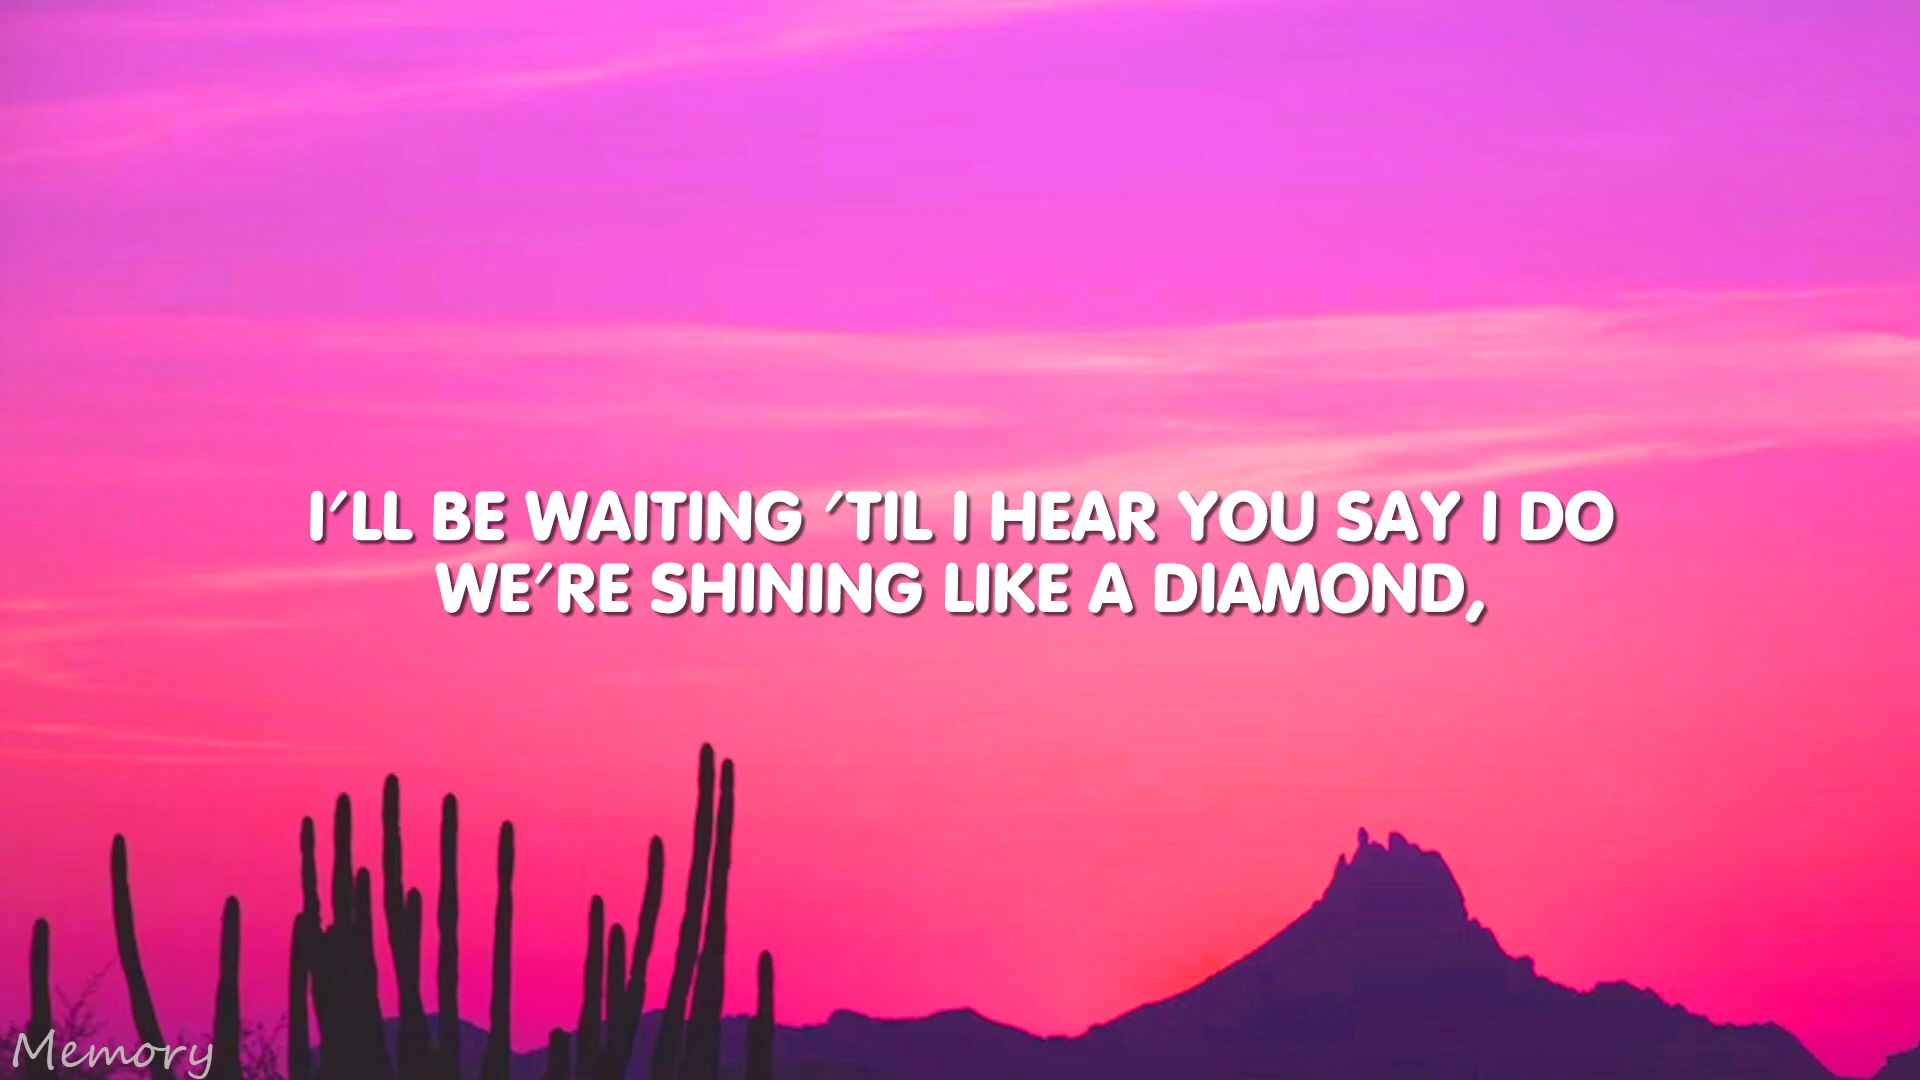 I'LL BE WAITING 'TIL I HEAR YOU SAY I DO
WE'RE SHINING LIKE A DIAMOND,
Memory